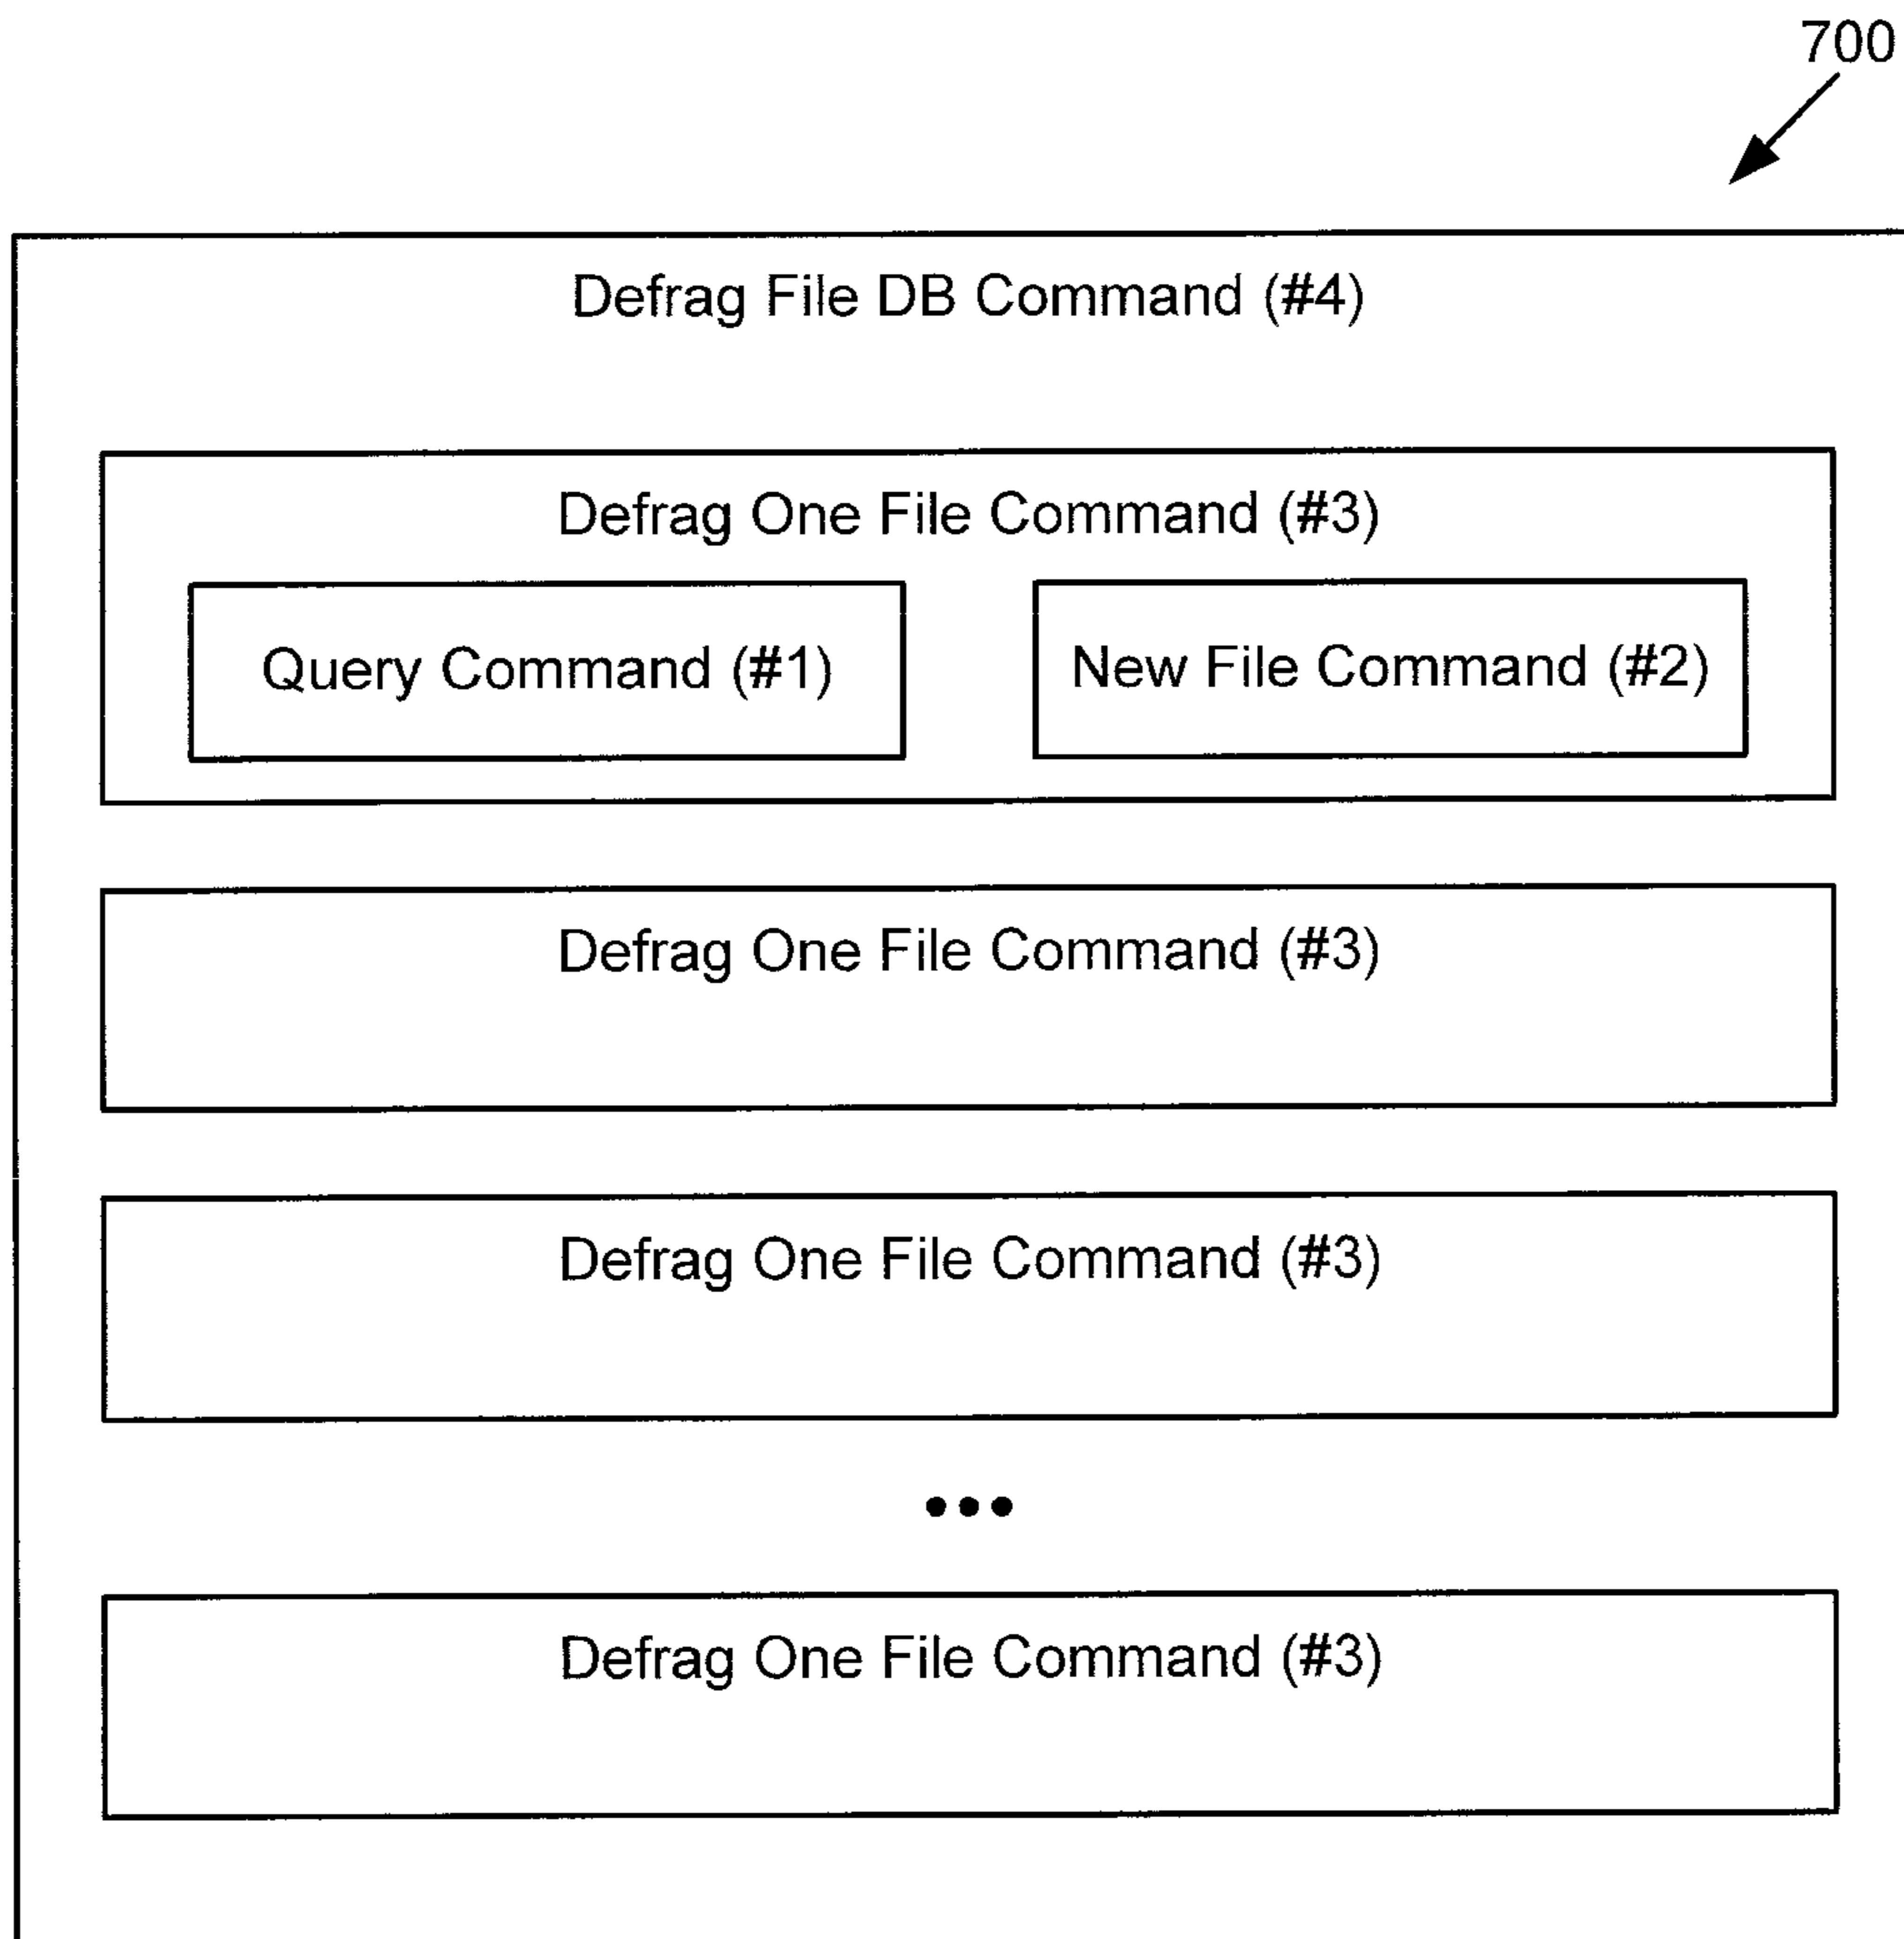 700
Defrag File DB Command (#4)
Defrag One File Command (#3)
Query Command (#1)
New File Command (#2)
Defrag One File Command (#3)
Defrag One File Command (#3)
•••
Defrag One File Command (#3)